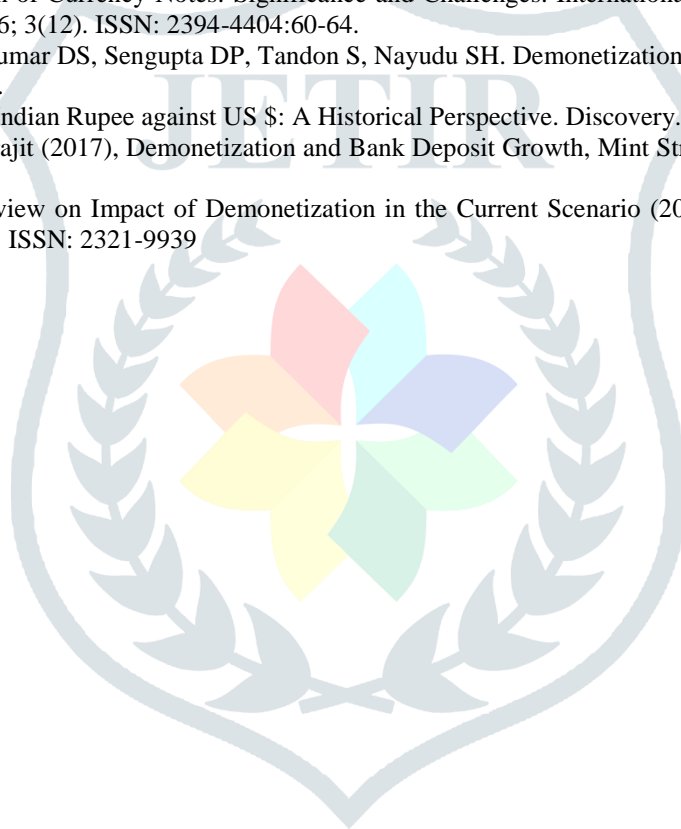 of Currency Notes: Significance and Challenges. International
6; 3(12). ISSN: 2394-4404:60-64.
umar DS, Sengupta DP, Tandon S, Nayudu SH. Demonetization
.
ndian Rupee against US $: A Historical Perspective. Discovery.
ajit (2017), Demonetization and Bank Deposit Growth, Mint Str
view on Impact of Demonetization in the Current Scenario (20
ISSN: 2321-9939
JETIR